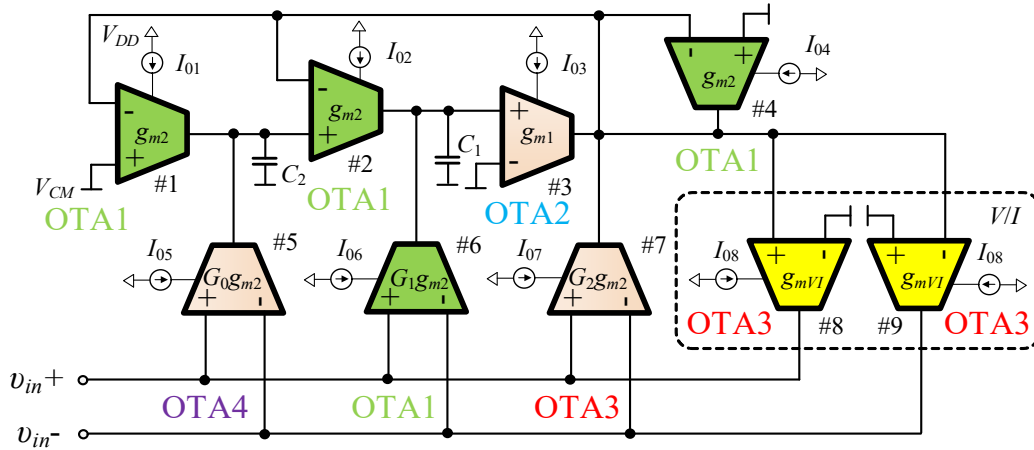 V_DD I_01 I_02 I_03 I_04
- + g_m2 #1
- + g_m2 #2
+ - g_m1 #3
- + g_m2 #4
C_2 C_1
V_CM
OTA1 OTA1 OTA2 OTA1
I_05 G_0g_m2 + - #5
I_06 G_1g_m2 + - #6
I_07 G_2g_m2 + - #7
V/I
I_08 + - g_mVI #8
+ - g_mVI I_08 #9
OTA3 OTA3
υ_in+
OTA4 OTA1 OTA3
υ_in-